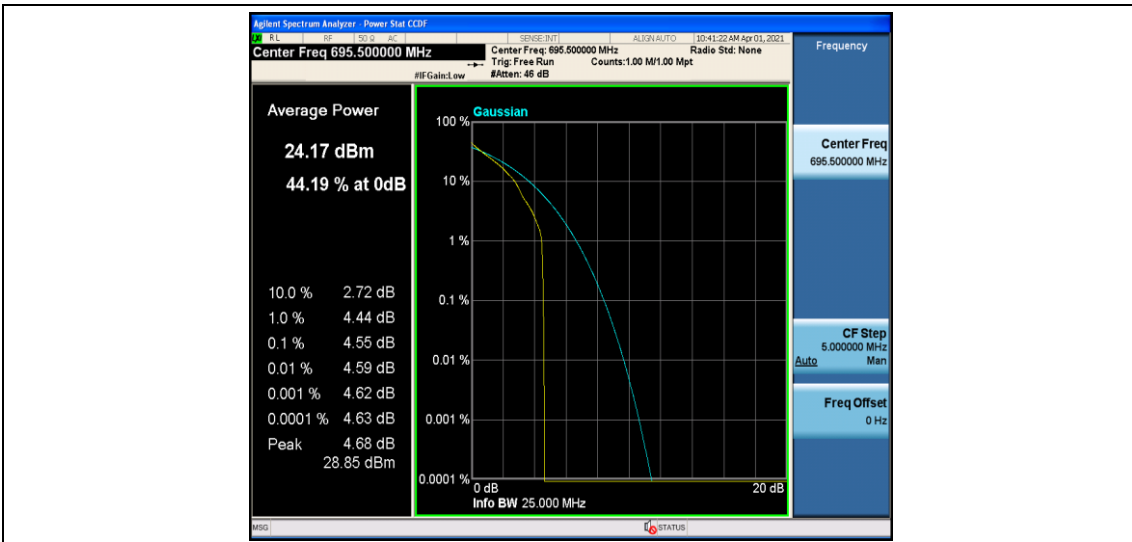 Agilent Spectrum Analyzer - Power Stat CCDF
RL RF 50 Ω AC SENSE:INT ALIGN AUTO 10:41:22 AM Apr 01, 2021
Center Freq 695.500000 MHz
Center Freq: 695.500000 MHz Radio Std: None
Trig: Free Run Counts:1.00 M/1.00 Mpt
#IFGain:Low #Atten: 46 dB
Average Power
24.17 dBm
44.19 % at 0dB
10.0 % 2.72 dB
1.0 % 4.44 dB
0.1 % 4.55 dB
0.01 % 4.59 dB
0.001 % 4.62 dB
0.0001 % 4.63 dB
Peak 4.68 dB
28.85 dBm
Gaussian
100 %
10 %
1 %
0.1 %
0.01 %
0.001 %
0.0001 %
0 dB 20 dB
Info BW 25.000 MHz
Frequency
Center Freq
695.500000 MHz
CF Step
5.000000 MHz
Auto Man
Freq Offset
0 Hz
MSG STATUS